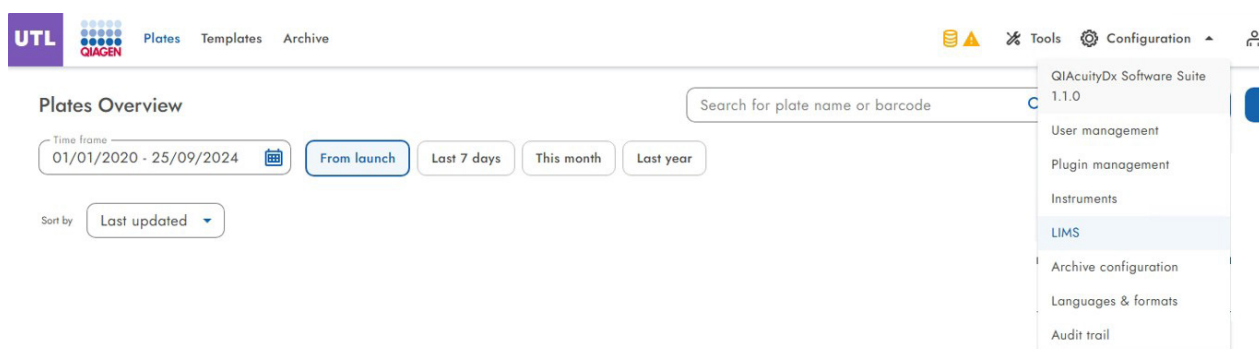 UTL QIAGEN Plates Templates Archive Tools Configuration
QIAcuityDx Software Suite
1.1.0
Plates Overview
Search for plate name or barcode
User management
Time frame
01/01/2020 - 25/09/2024 From launch Last 7 days This month Last year
Plugin management
Instruments
Sort by Last updated
LIMS
Archive configuration
Languages & formats
Audit trail